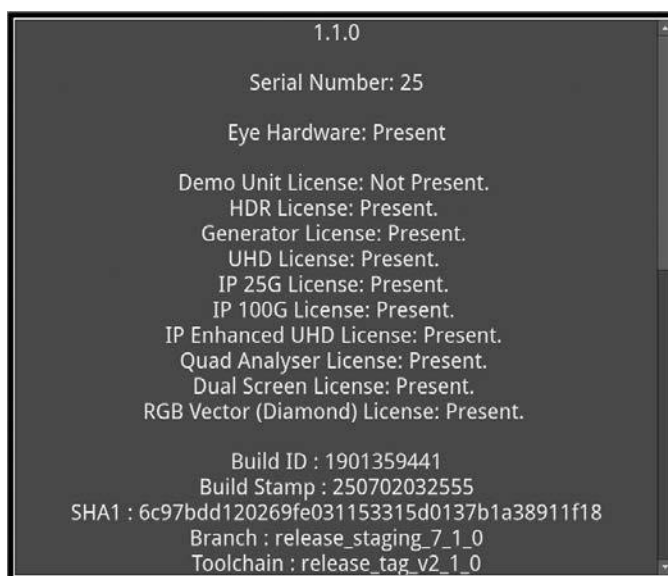 1.1.0
Serial Number: 25
Eye Hardware: Present
Demo Unit License: Not Present.
HDR License: Present.
Generator License: Present.
UHD License: Present.
IP 25G License: Present.
IP 100G License: Present.
IP Enhanced UHD License: Present.
Quad Analyser License: Present.
Dual Screen License: Present.
RGB Vector (Diamond) License: Present.
Build ID : 1901359441
Build Stamp : 250702032555
SHA1 : 6c97bdd120269fe031153315d0137b1a38911f18
Branch : release_staging_7_1_0
Toolchain : release_tag_v2_1_0